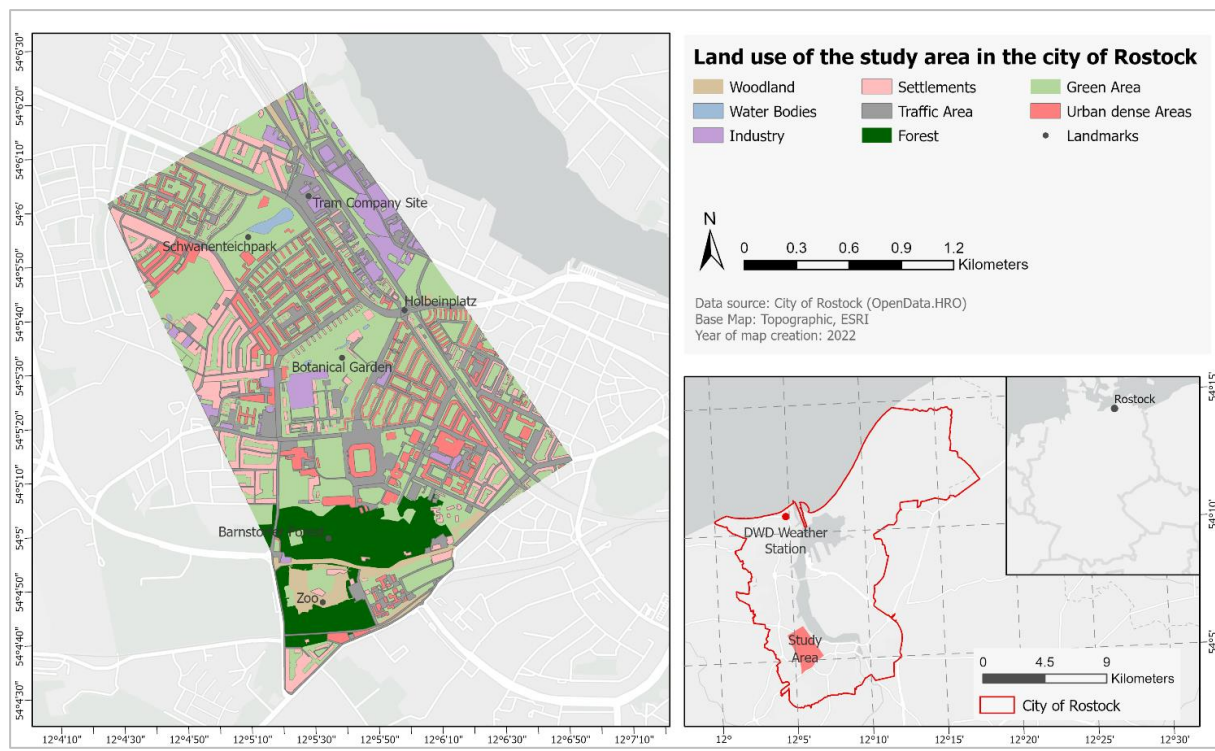 Land use of the study area in the city of Rostock
Woodland
Settlements
Green Area
Water Bodies
Traffic Area
Urban dense Areas
Industry
Forest
Landmarks
N
0 0.3 0.6 0.9 1.2
Kilometers
Data source: City of Rostock (OpenData.HRO)
Base Map: Topographic, ESRI
Year of map creation: 2022
54°6'30"
54°6'20"
54°6'10"
54°6'
54°5'50"
54°5'40"
54°5'30"
54°5'20"
54°5'10"
54°5'
54°4'50"
54°4'40"
54°4'30"
Tram Company Site
Schwanenteichpark
Holbeinplatz
Botanical Garden
Zoo
12°4'10" 12°4'30" 12°4'50" 12°5'10" 12°5'30" 12°6' 12°6'10" 12°6'30" 12°6'50" 12°7'10"
Rostock
DWD Weather
Station
Study
Area
0 4.5 9
Kilometers
City of Rostock
54°15'
54°10'
54°5'
12° 12°5' 12°10' 12°15' 12°20' 12°25' 12°30'